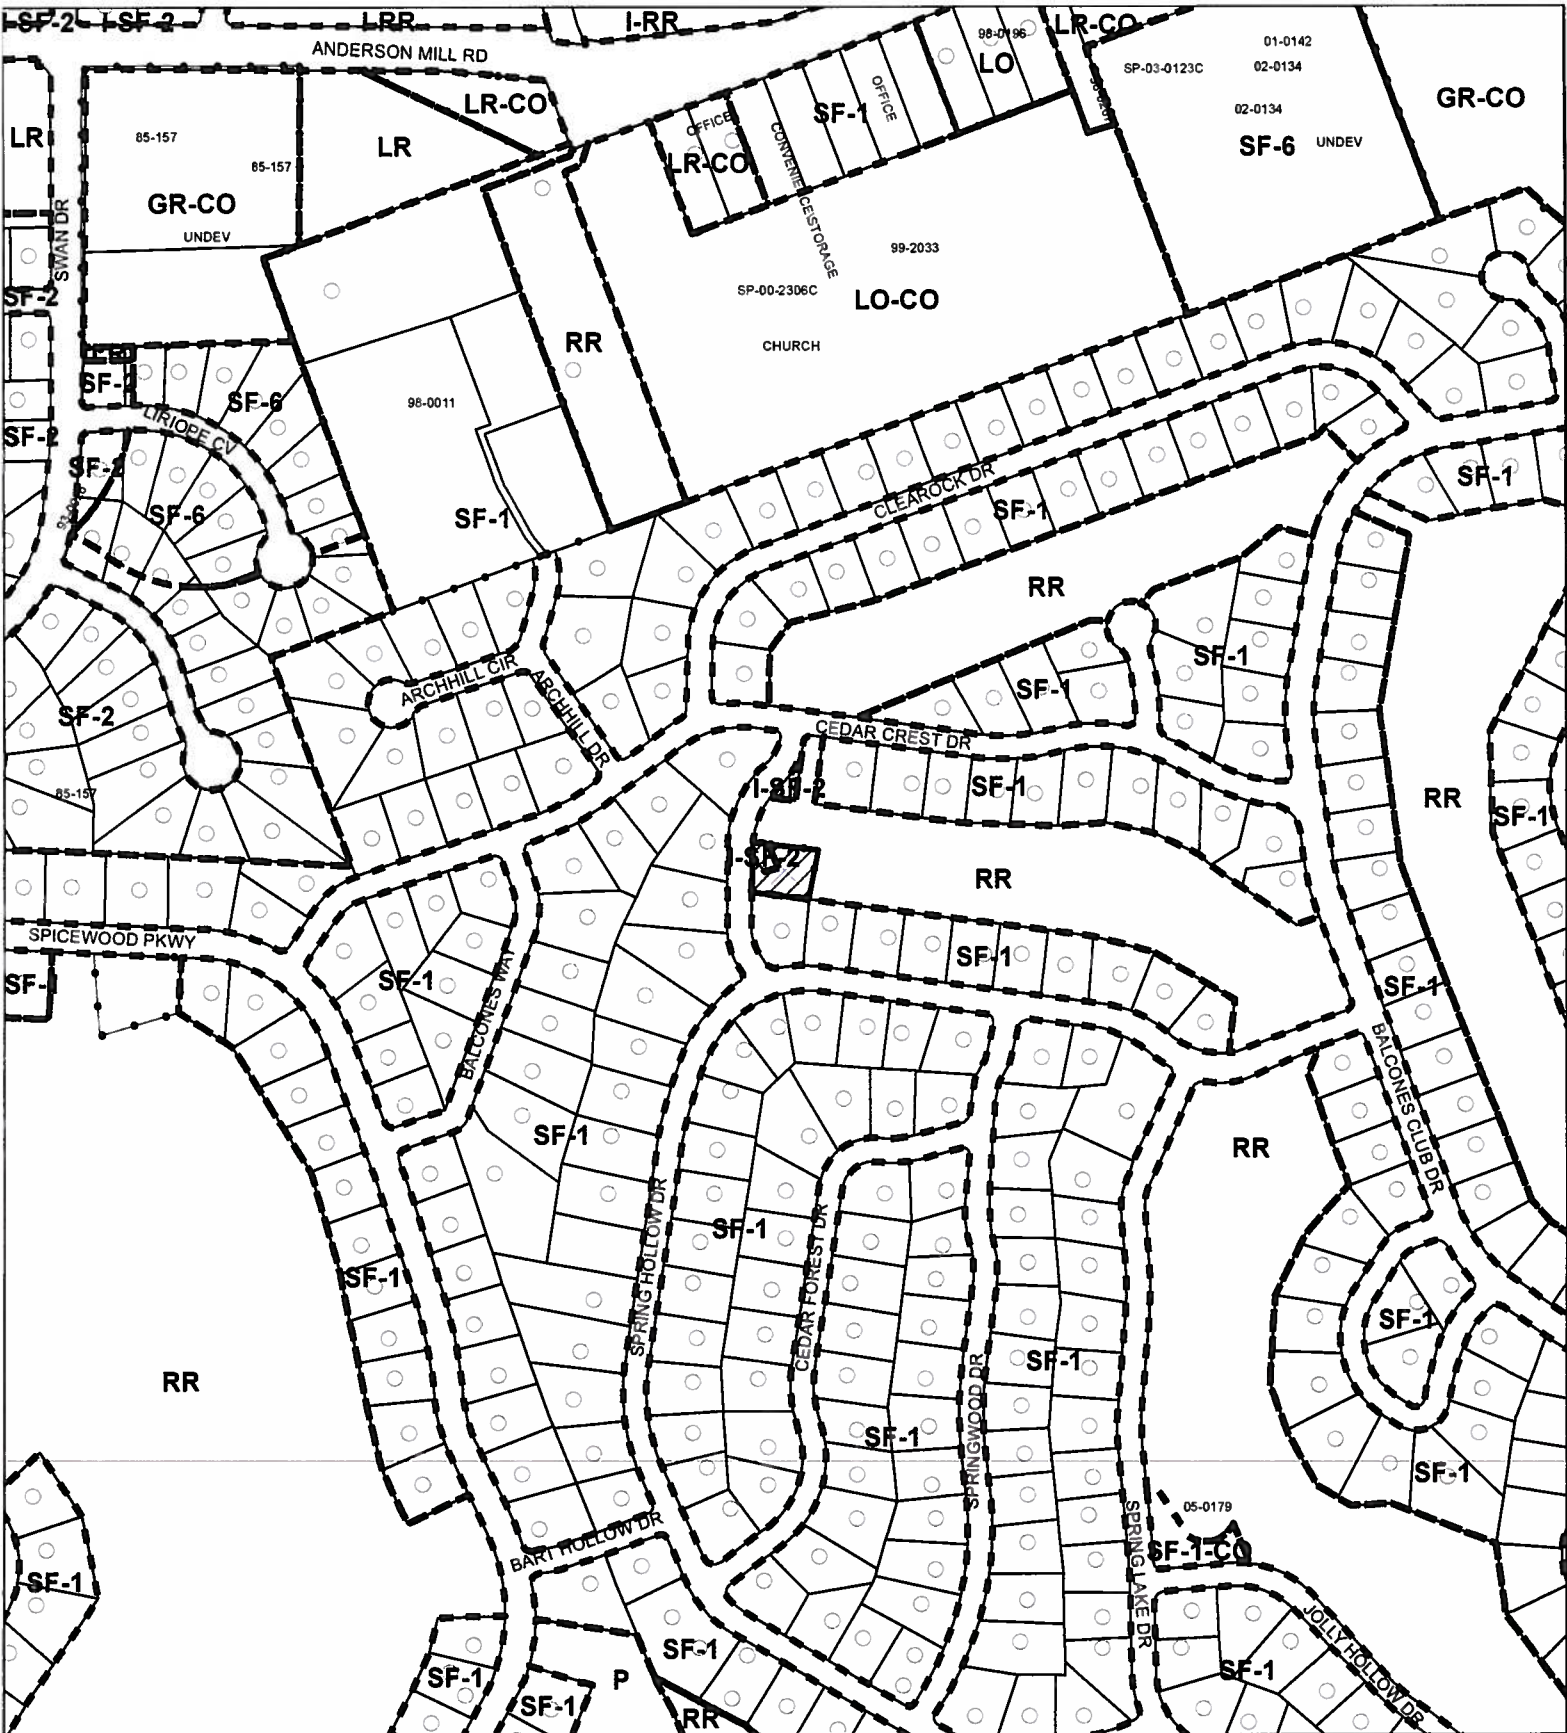 I-SF-2
I-SF-2
I-RR
I-RR
LR-CO
ANDERSON MILL RD
98-0196
LO
01-0142
SP-03-0123C
02-0134
GR-CO
LR-CO
OFFICE
SF-1
OFFICE
02-0134
LR
85-157
LR
LR-CO
SF-6
UNDEV
85-157
CONVENIECE\STORAGE
GR-CO
SWAN DR
UNDEV
99-2033
SP-00-2306C
LO-CO
SF-2
RR
CHURCH
SF-2
SF-6
98-0011
LIRIOPE CV
SF-2
SF-2
SF-6
SF-1
CLEAROCK DR
SF-1
SF-1
RR
ARCHHILL CIR
ARCHHILL DR
SF-1
SF-1
SF-2
CEDAR CREST DR
85-157
I-SF-2
SF-1
RR
SF-1
RR
SPICEWOOD PKWY
SF-1
SF-1
SF-1
BALCONES WAY
BALCONES CLUB DR
SF-1
RR
SPRING HOLLOW DR
SF-1
CEDAR FOREST DR
SF-1
SF-1
SPRINGWOOD DR
SF-1
RR
SF-1
SF-1
05-0179
SPRING LAKE DR
SF-1-CO
BART HOLLOW DR
SF-1
JOLLY HOLLOW DR
SF-1
SF-1
SF-1
P
SF-1
RR